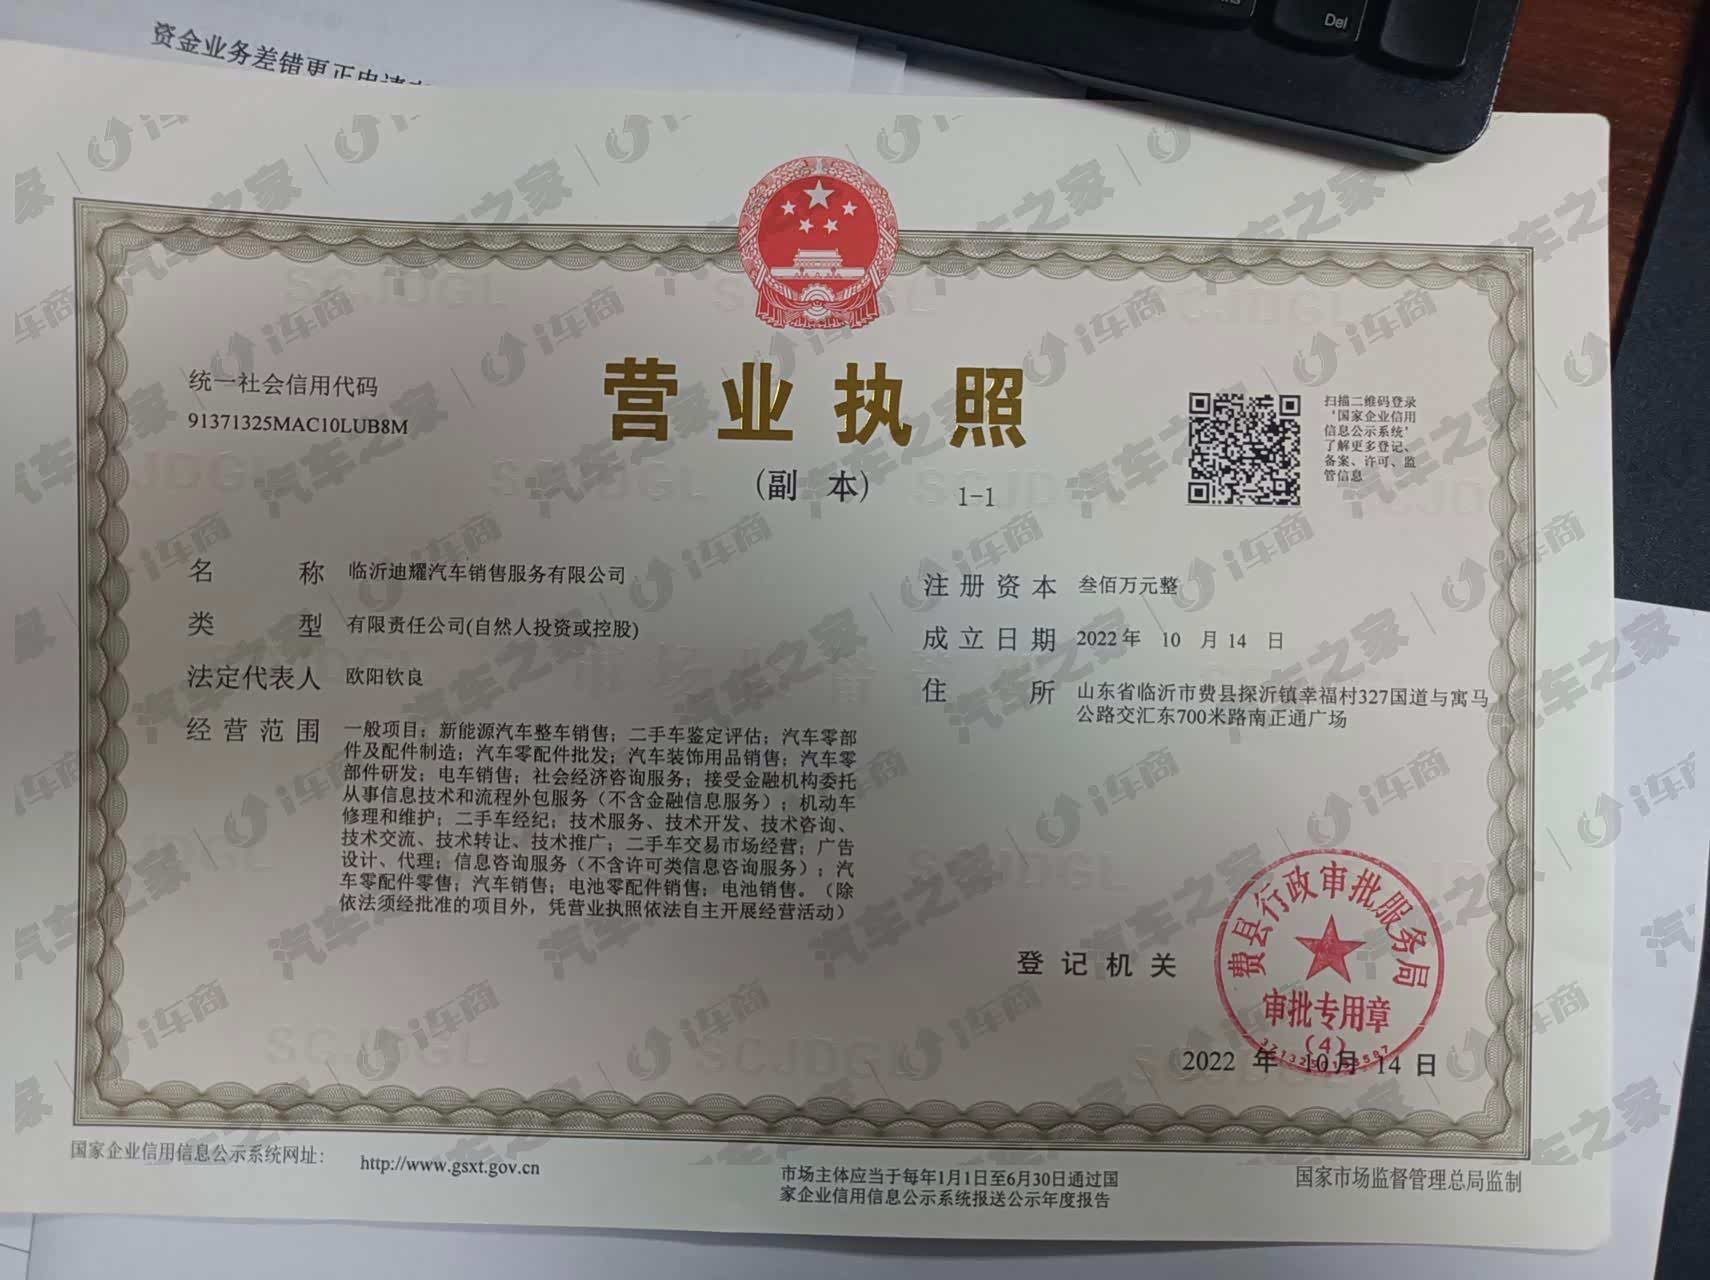 资金业务差错更正申请
Del
营业执照
(副 本)
1-1
统一社会信用代码
91371325MAC10LUB8M
扫描二维码登录
'国家企业信用
信息公示系统'
了解更多登记、
备案、许可、监
管信息
名 称 临沂迪耀汽车销售服务有限公司
类 型 有限责任公司(自然人投资或控股)
法定代表人 欧阳钦良
经营范围 一般项目：新能源汽车整车销售；二手车鉴定评估；汽车零部
件及配件制造；汽车零配件批发；汽车装饰用品销售；汽车零
部件研发；电车销售；社会经济咨询服务；接受金融机构委托
从事信息技术和流程外包服务（不含金融信息服务）；机动车
修理和维护；二手车经纪；技术服务、技术开发、技术咨询、
技术交流、技术转让、技术推广；二手车交易市场经营；广告
设计、代理；信息咨询服务（不含许可类信息咨询服务）；汽
车零配件零售；汽车销售；电池零配件销售；电池销售。（除
依法须经批准的项目外，凭营业执照依法自主开展经营活动）
注册资本 叁佰万元整
成立日期 2022年 10 月 14 日
住 所 山东省临沂市费县探沂镇幸福村327国道与寓马
公路交汇东700米路南正通广场
登记机关
费县行政审批服务局
审批专用章
(4)
2022 年 10月 14 日
国家企业信用信息公示系统网址：
http://www.gsxt.gov.cn
市场主体应当于每年1月1日至6月30日通过国
家企业信用信息公示系统报送公示年度报告
国家市场监督管理总局监制
汽车之家
i车商
SCJDGL